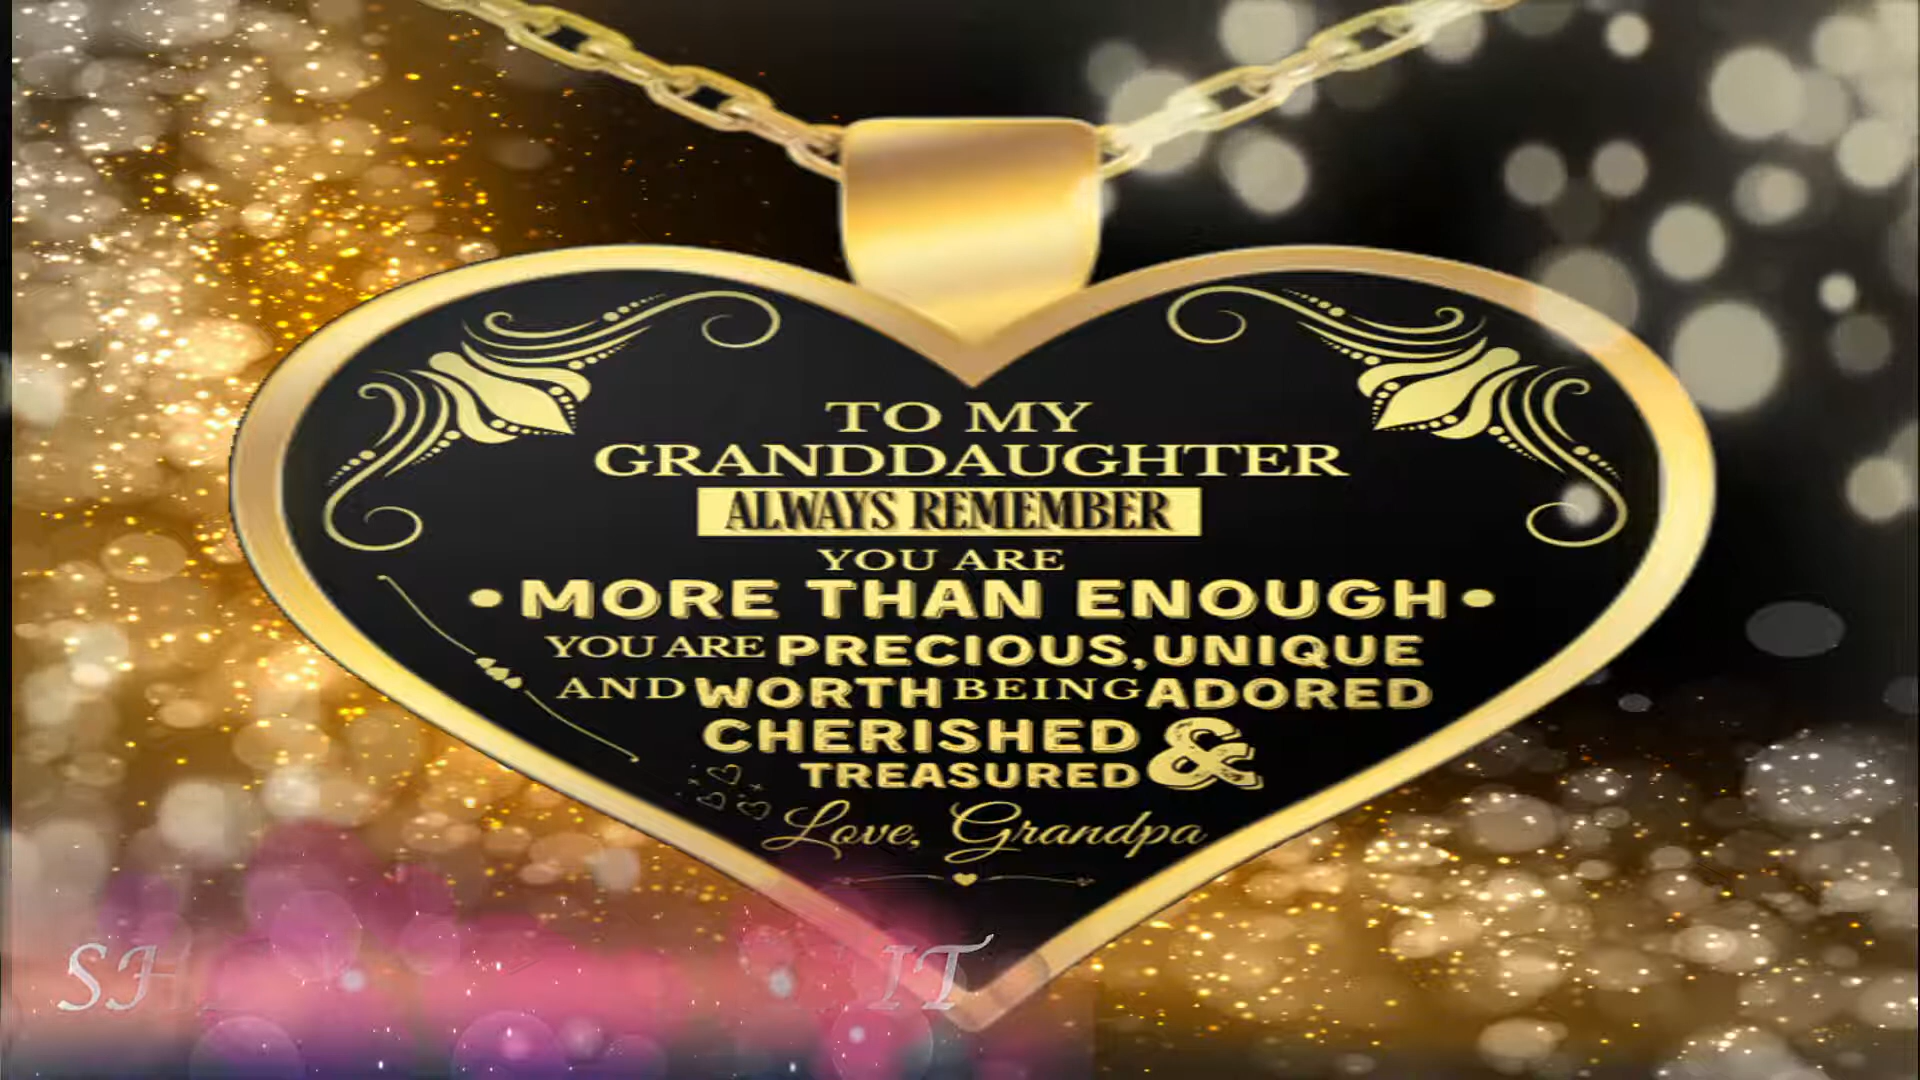 TO MY
GRANDDAUGHTER
ALWAYS REMEMBER
YOU ARE
•MORE THAN ENOUGH•
YOU ARE PRECIOUS,UNIQUE
AND WORTH BEING ADORED
CHERISHED &
TREASURED
Love, Grandpa